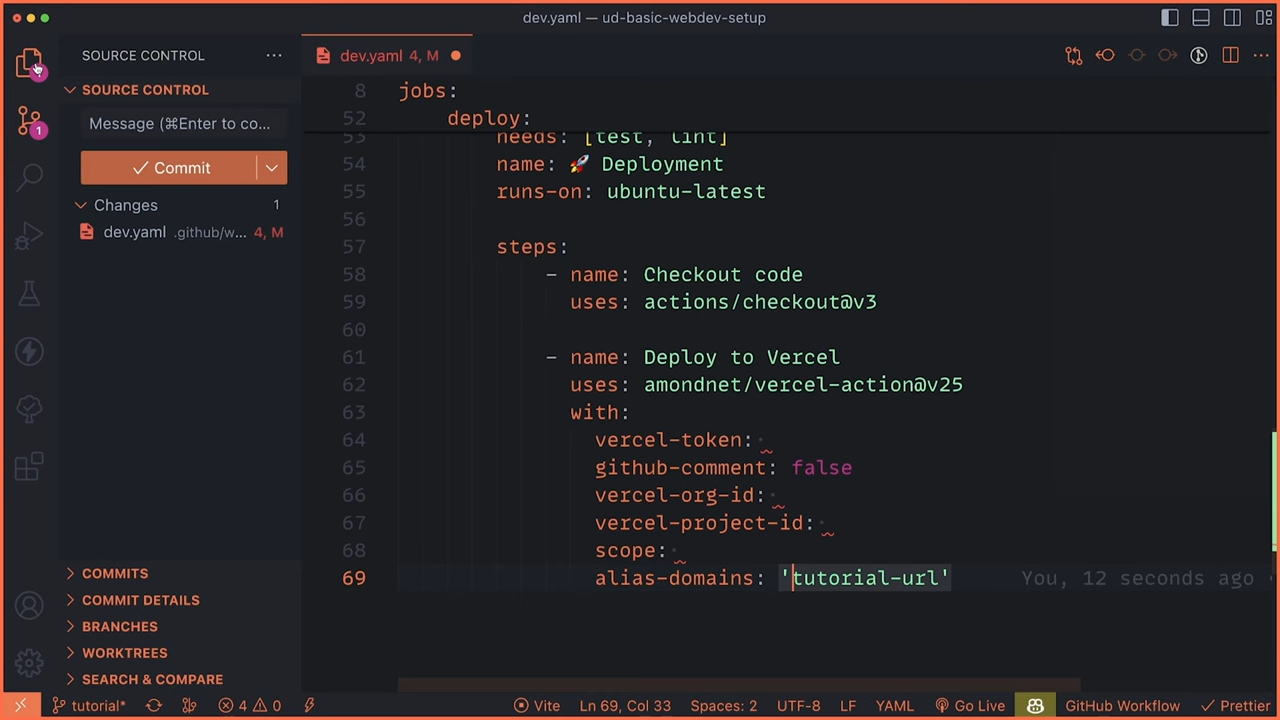 dev.yaml — ud-basic-webdev-setup
SOURCE CONTROL
dev.yaml 4, M
SOURCE CONTROL
Message (⌘Enter to co...
Commit
Changes 1
dev.yaml .github/w... 4, M
1
COMMITS
COMMIT DETAILS
BRANCHES
WORKTREES
SEARCH & COMPARE
8 jobs:
52 deploy:
53 needs: [test, lint]
54 name: 🚀 Deployment
55 runs-on: ubuntu-latest
56
57 steps:
58 - name: Checkout code
59 uses: actions/checkout@v3
60
61 - name: Deploy to Vercel
62 uses: amondnet/vercel-action@v25
63 with:
64 vercel-token:
65 github-comment: false
66 vercel-org-id:
67 vercel-project-id:
68 scope:
69 alias-domains: 'tutorial-url' You, 12 seconds ago
tutorial* 4 0 Vite Ln 69, Col 33 Spaces: 2 UTF-8 LF YAML Go Live GitHub Workflow Prettier